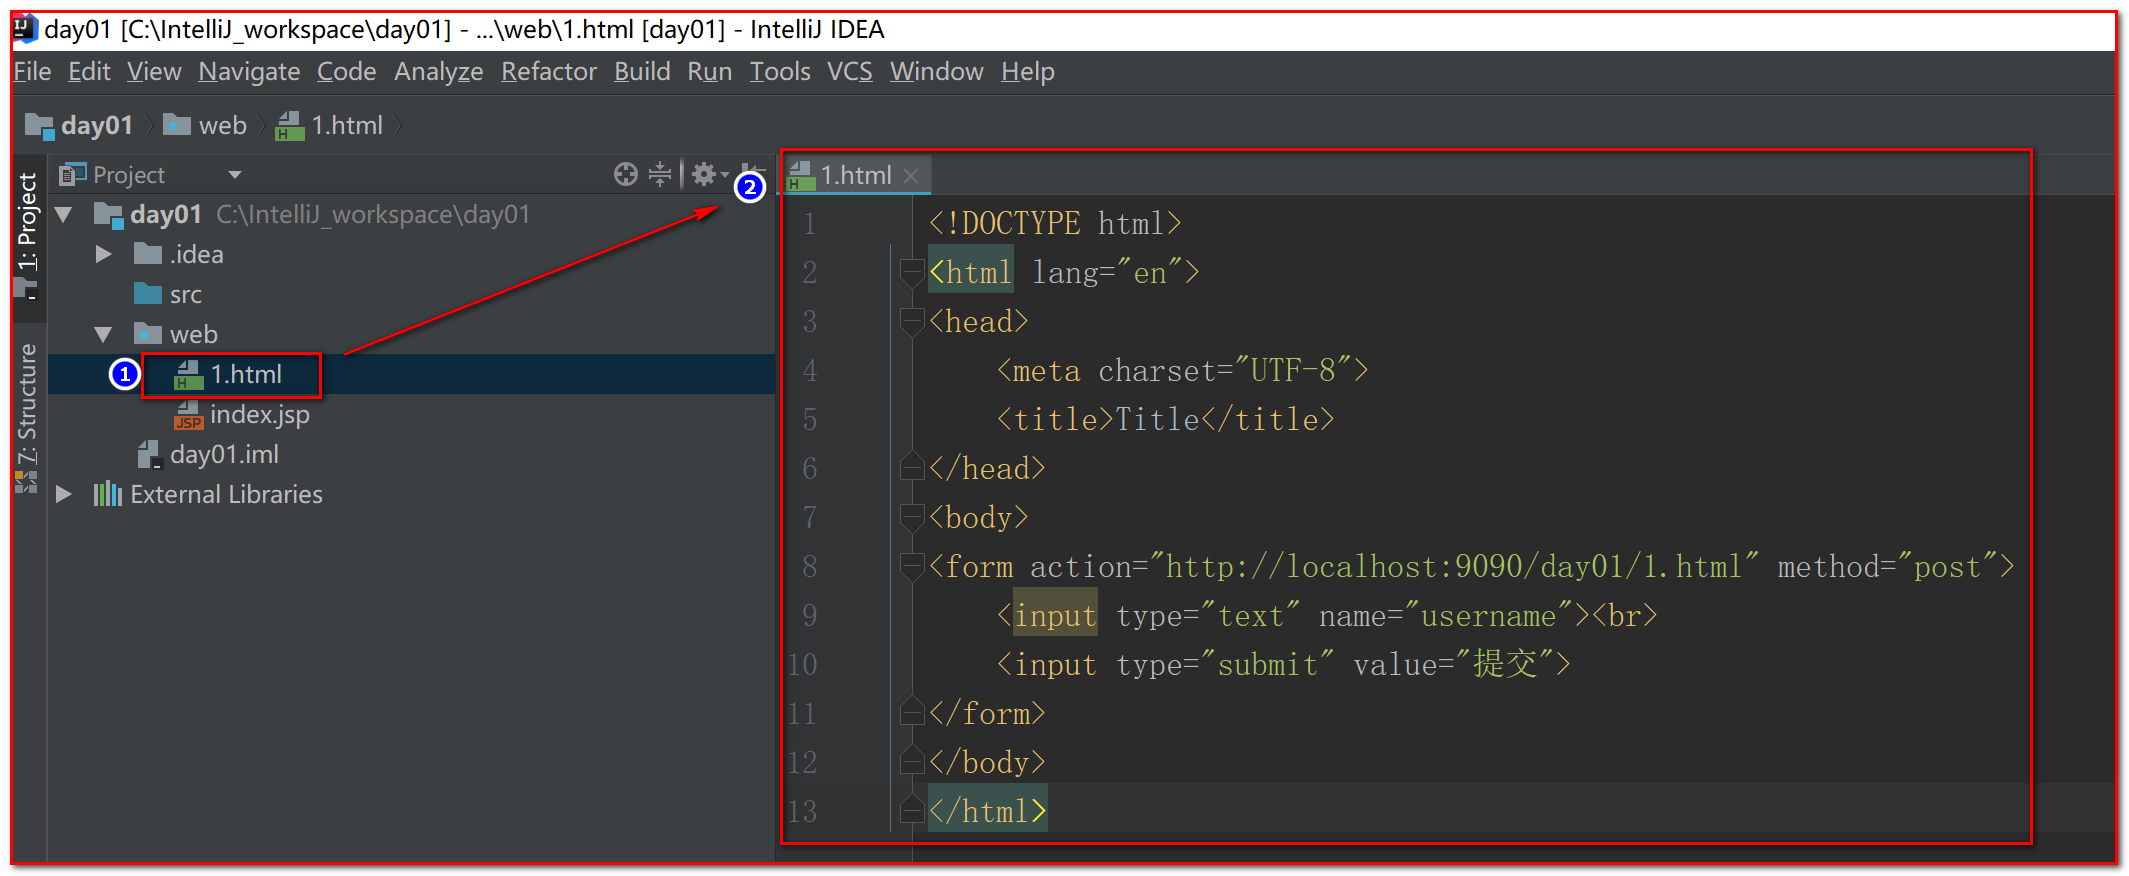 day01 [C:\IntelliJ_workspace\day01] - ...\web\1.html [day01] - IntelliJ IDEA
File Edit View Navigate Code Analyze Refactor Build Run Tools VCS Window Help
day01 web 1.html
Project
1: Project
7: Structure
day01 C:\IntelliJ_workspace\day01
.idea
src
web
1 1.html
index.jsp
day01.iml
External Libraries
2
1.html
1 <!DOCTYPE html>
2 <html lang="en">
3 <head>
4     <meta charset="UTF-8">
5     <title>Title</title>
6 </head>
7 <body>
8 <form action="http://localhost:9090/day01/1.html" method="post">
9     <input type="text" name="username"><br>
10     <input type="submit" value="提交">
11 </form>
12 </body>
13 </html>